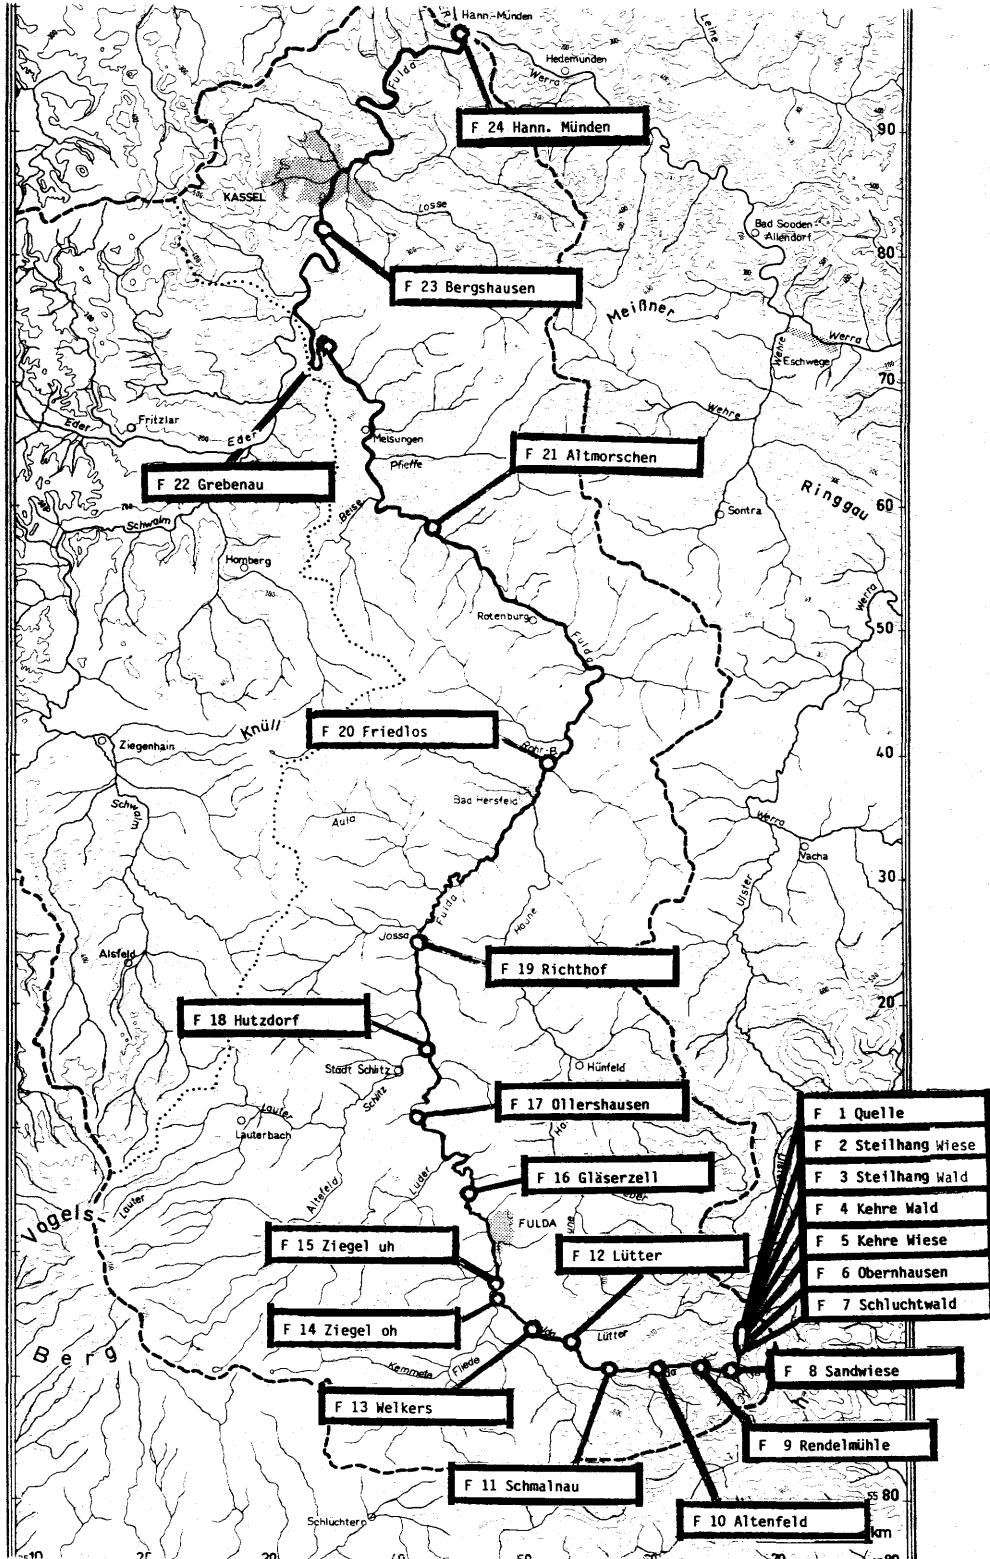 Hann.-Münden
Leine
Hedemünden
Fulda
Werra
F 24 Hann. Münden
90
KASSEL
Losse
Bad Sooden-
Allendorf
80
F 23 Bergshausen
Meißner
Wehre
Werra
Eschwege
70
Fritzlar
Eder
Eder
Wehre
Melsungen
Pfieffe
F 21 Altmorschen
F 22 Grebenau
Ringgau
60
Beise
Schwalm
Sontra
Homberg
Werra
Rotenburg
50
Fulda
Knüll
F 20 Friedlos
Ziegenhain
Rohr-B.
40
Bad Hersfeld
Schwalm
Aula
Werra
Vacha
30
Ulster
Fulda
Haune
Jossa
Alsfeld
F 19 Richthof
20
F 18 Hutzdorf
Stadt Schlitz
Hünfeld
Schlitz
F 17 Ollershausen
F 1 Quelle
Lauter
Lauterbach
F 2 Steilhang Wiese
F 16 Gläserzell
F 3 Steilhang Wald
Altefeld
Lüder
Lauter
F 4 Kehre Wald
Vogels-
FULDA
F 5 Kehre Wiese
F 15 Ziegel uh
F 12 Lütter
F 6 Obernhausen
F 7 Schluchtwald
F 14 Ziegel oh
Lütter
Berg
Kemmete
Fliede
F 8 Sandwiese
F 13 Welkers
F 9 Rendelmühle
F 11 Schmalnau
55 80
F 10 Altenfeld
km
Schlüchtern